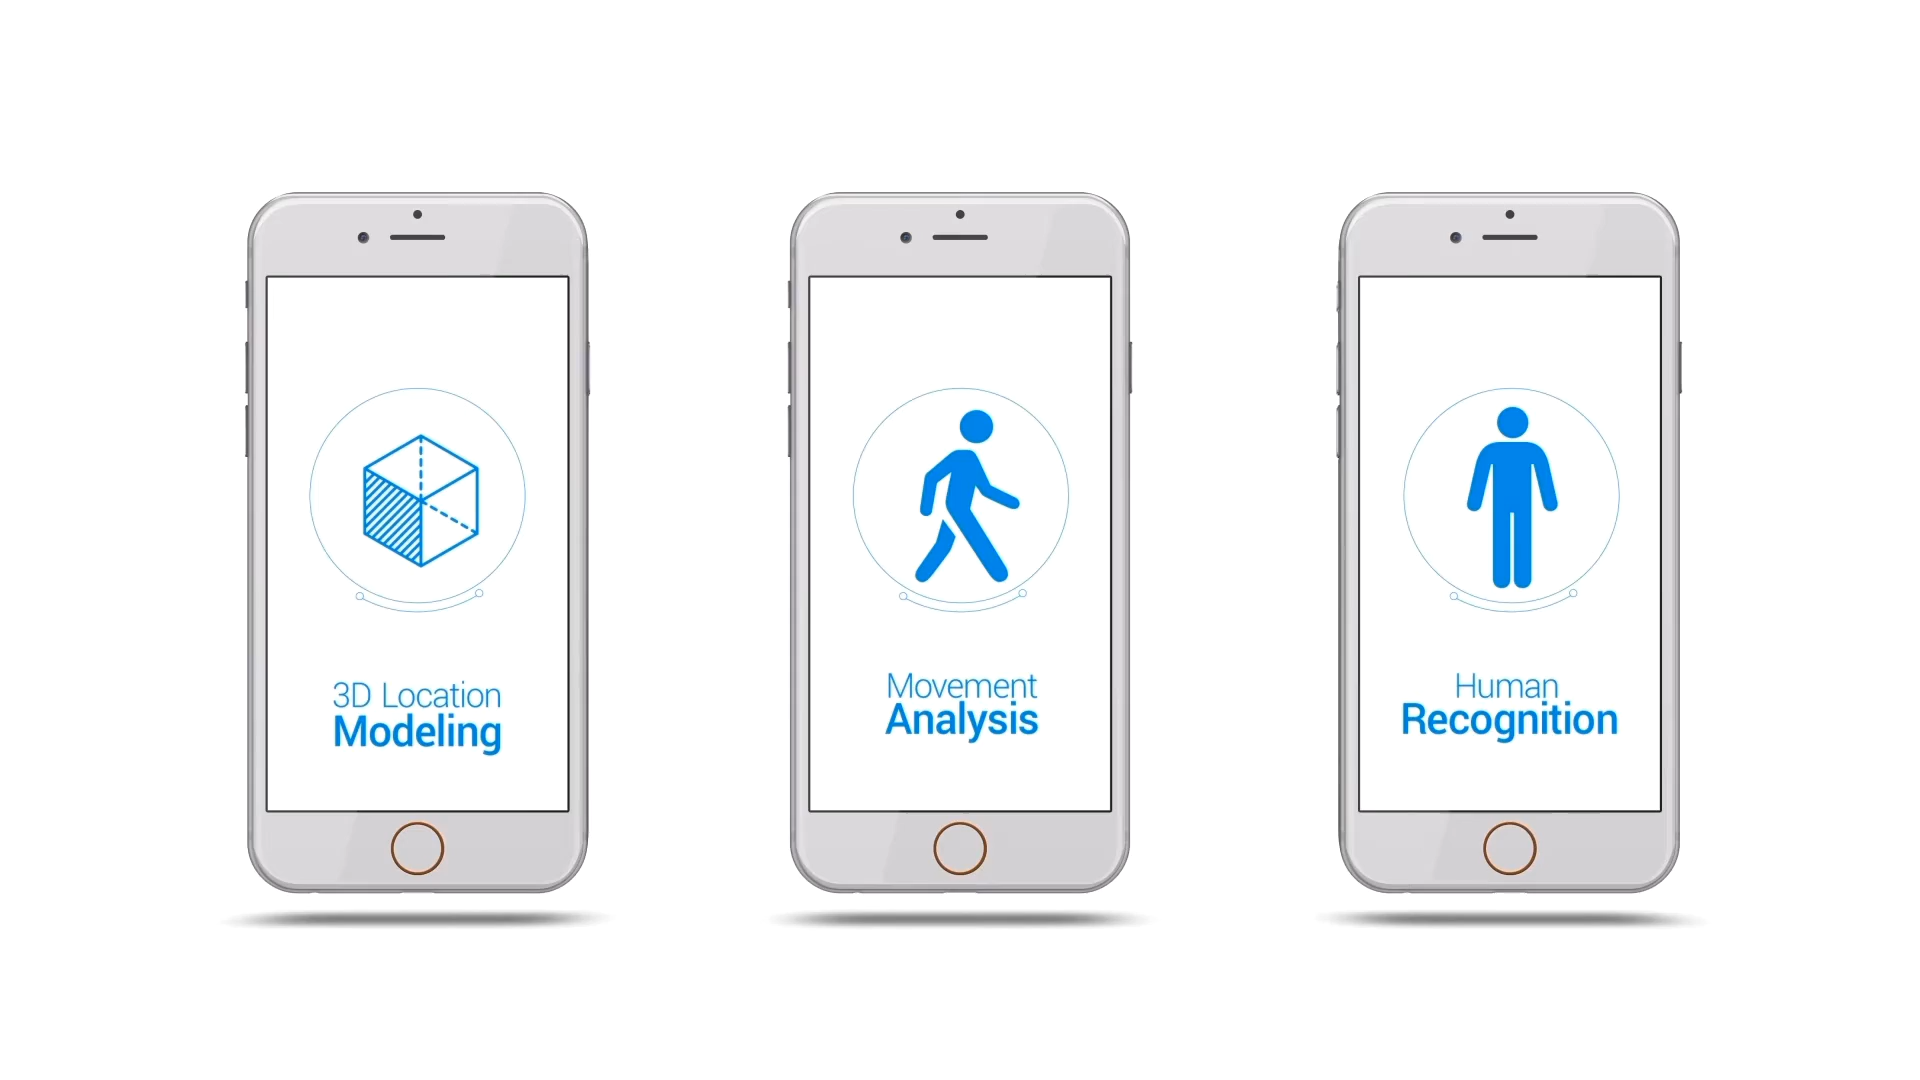 3D Location
Modeling
Movement
Analysis
Human
Recognition